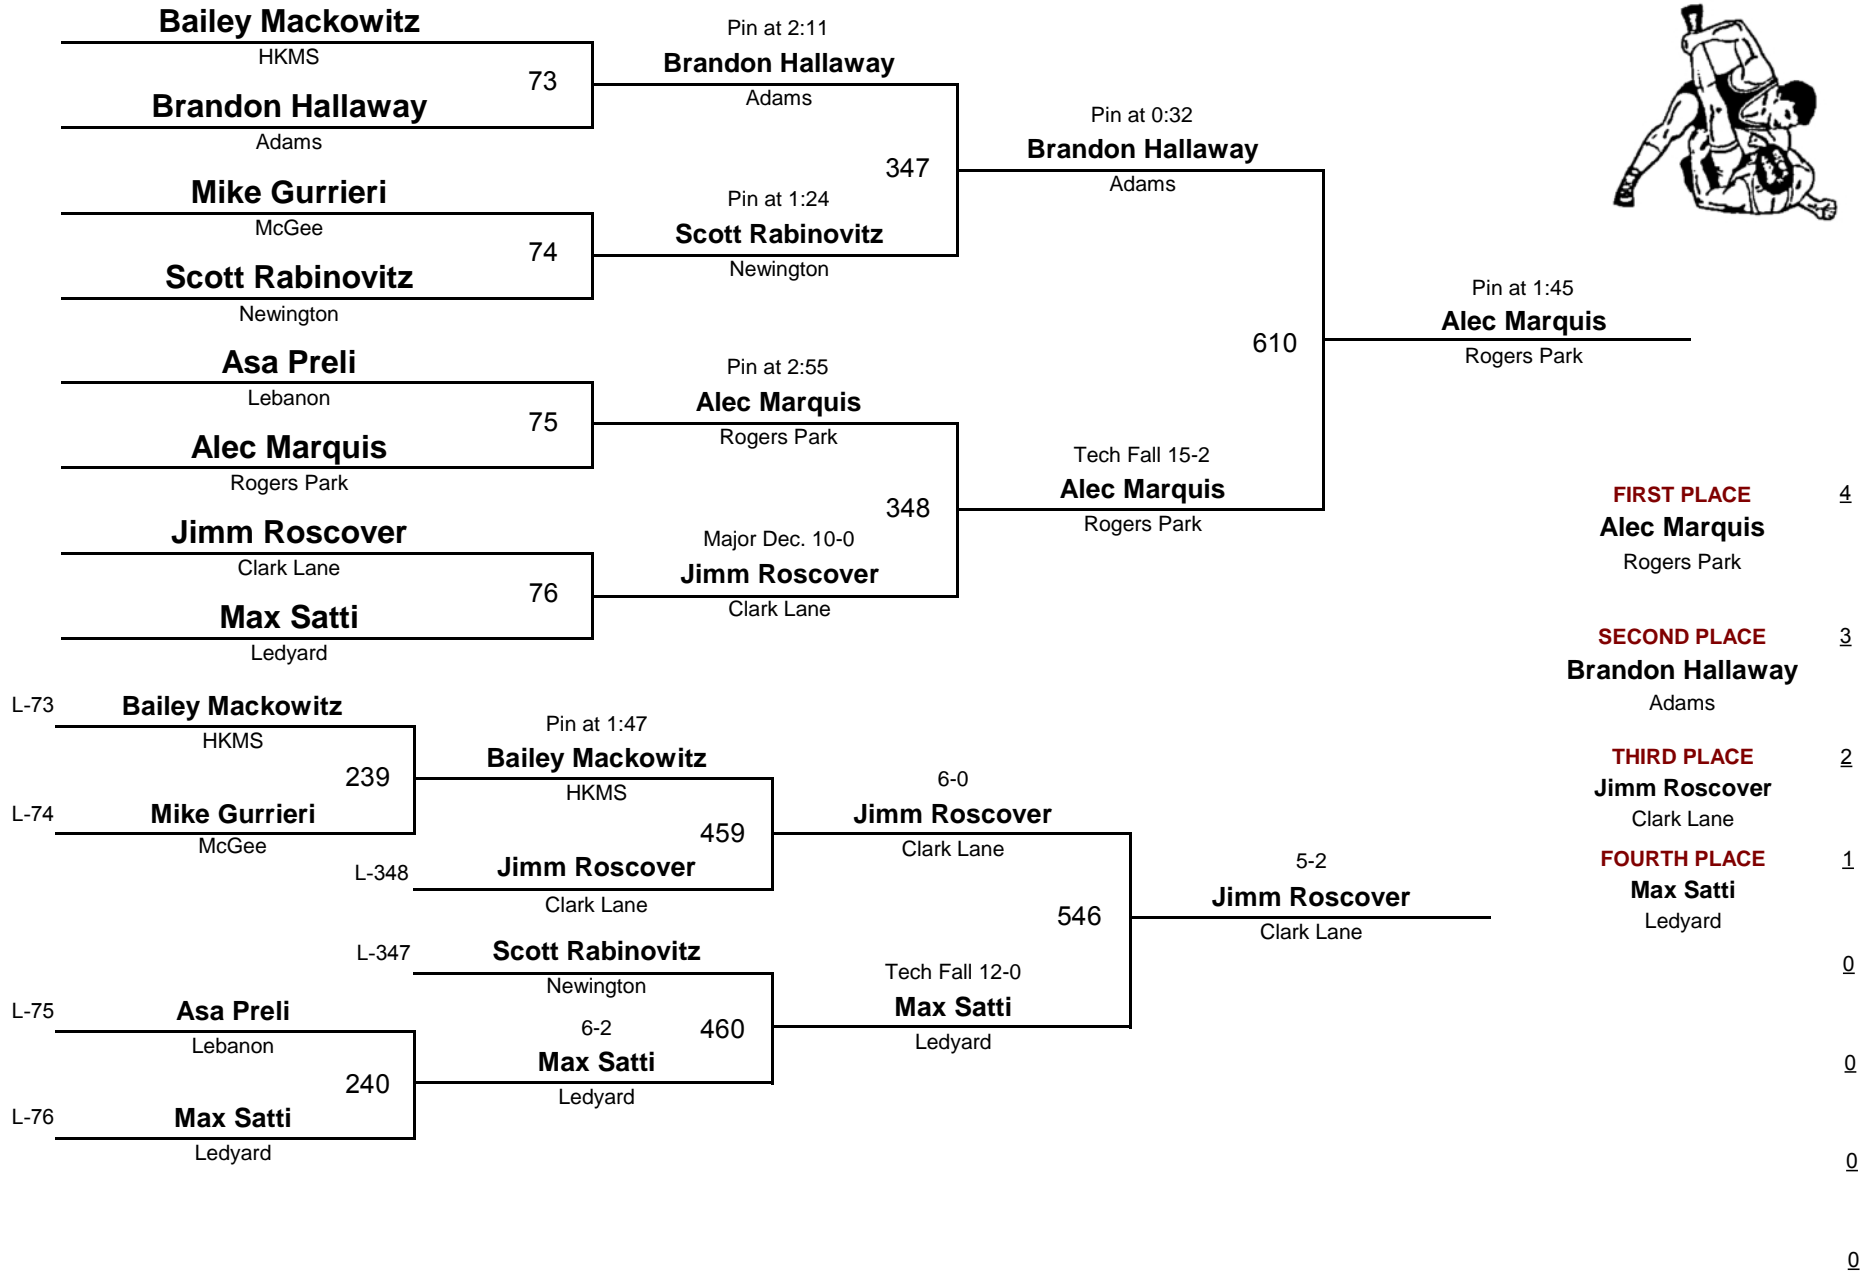 Bailey Mackowitz
HKMS
73
Brandon Hallaway
Adams
Mike Gurrieri
McGee
74
Scott Rabinovitz
Newington
Asa Preli
Lebanon
75
Alec Marquis
Rogers Park
Jimm Roscover
Clark Lane
76
Max Satti
Ledyard
Pin at 2:11
Brandon Hallaway
Adams
347
Pin at 1:24
Scott Rabinovitz
Newington
Pin at 2:55
Alec Marquis
Rogers Park
348
Major Dec. 10-0
Jimm Roscover
Clark Lane
Pin at 0:32
Brandon Hallaway
Adams
610
Tech Fall 15-2
Alec Marquis
Rogers Park
Pin at 1:45
Alec Marquis
Rogers Park
L-73
Bailey Mackowitz
HKMS
239
L-74
Mike Gurrieri
McGee
Pin at 1:47
Bailey Mackowitz
HKMS
459
L-348
Jimm Roscover
Clark Lane
L-347
Scott Rabinovitz
Newington
460
L-75
Asa Preli
Lebanon
240
L-76
Max Satti
Ledyard
6-2
Max Satti
Ledyard
6-0
Jimm Roscover
Clark Lane
546
Tech Fall 12-0
Max Satti
Ledyard
5-2
Jimm Roscover
Clark Lane
FIRST PLACE 4
Alec Marquis
Rogers Park
SECOND PLACE 3
Brandon Hallaway
Adams
THIRD PLACE 2
Jimm Roscover
Clark Lane
FOURTH PLACE 1
Max Satti
Ledyard
0
0
0
0